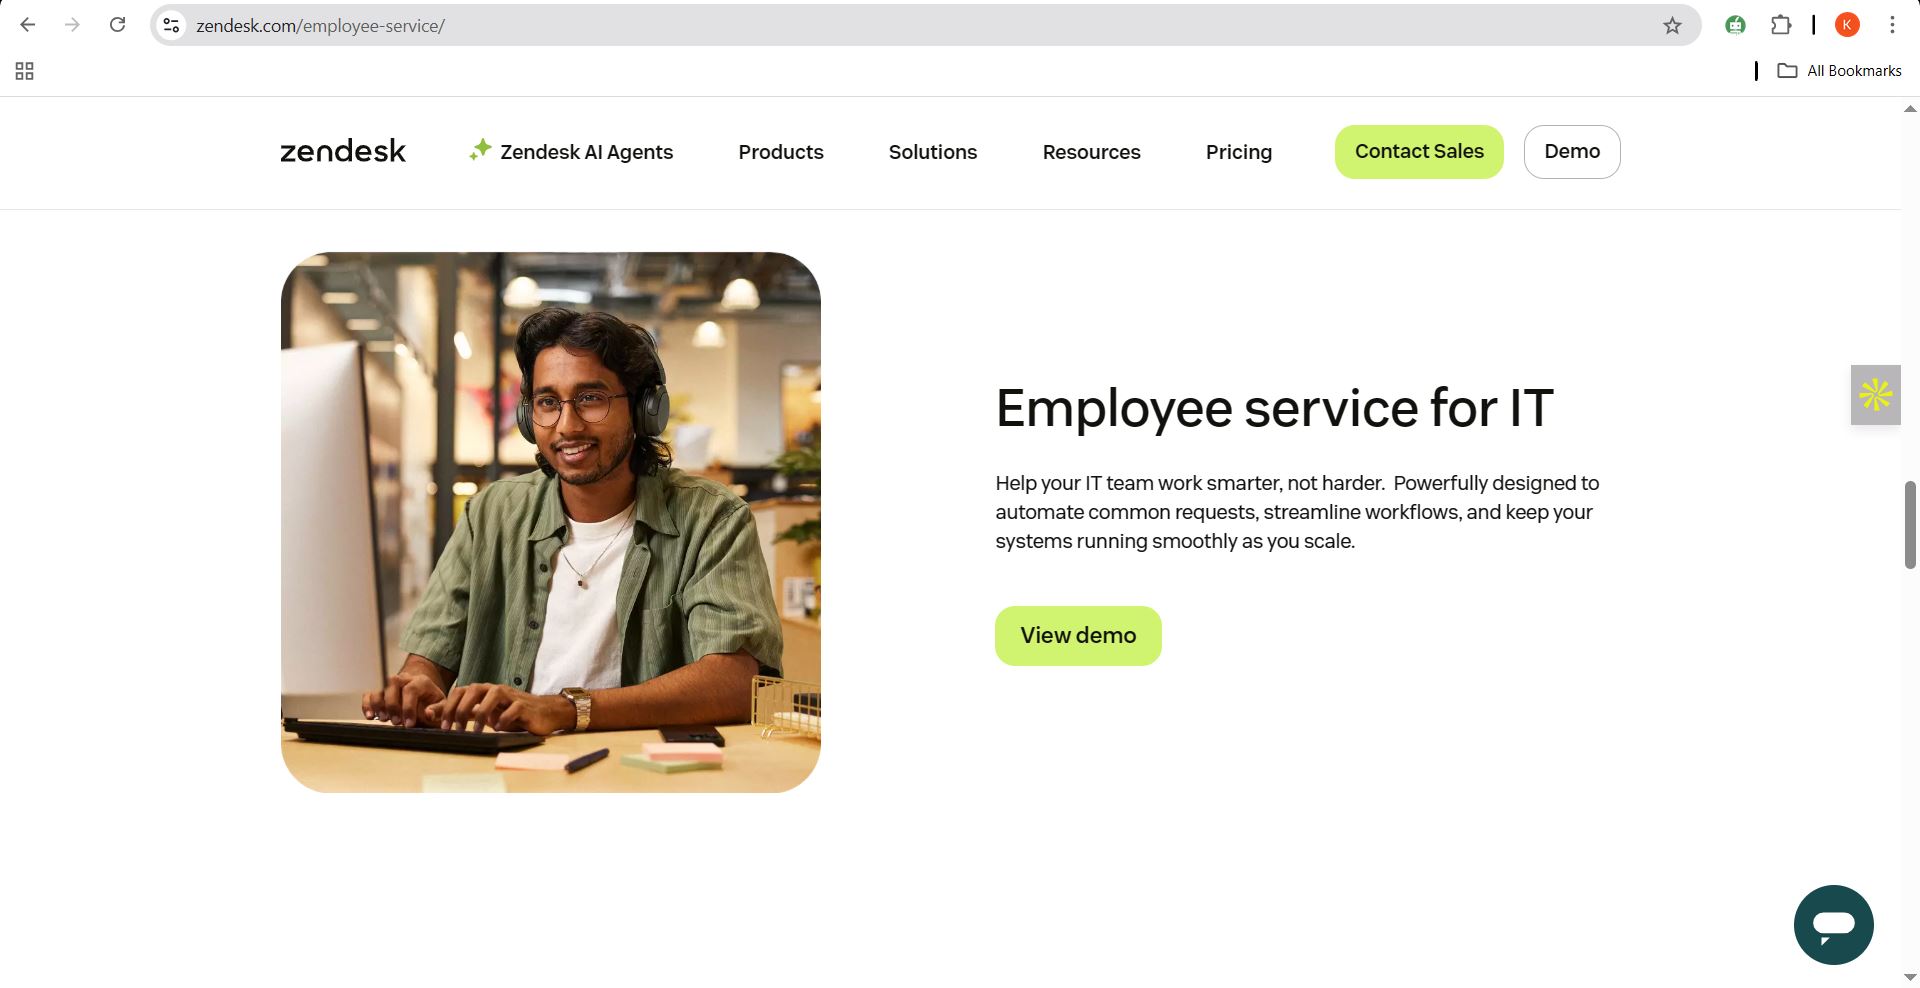 zendesk.com/employee-service/
K
All Bookmarks
zendesk
Zendesk AI Agents
Products
Solutions
Resources
Pricing
Contact Sales
Demo
Employee service for IT
Help your IT team work smarter, not harder. Powerfully designed to
automate common requests, streamline workflows, and keep your
systems running smoothly as you scale.
View demo